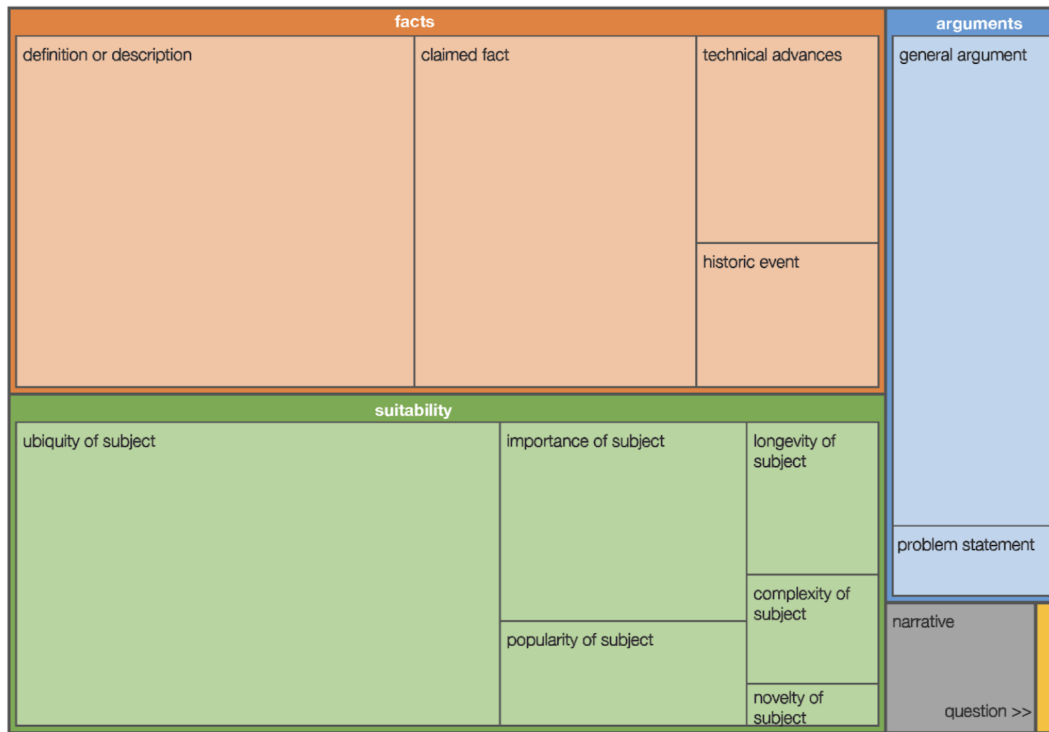 facts
definition or description
claimed fact
technical advances
historic event
arguments
general argument
problem statement
suitability
ubiquity of subject
importance of subject
popularity of subject
longevity of
subject
complexity of
subject
novelty of
subject
narrative
question >>